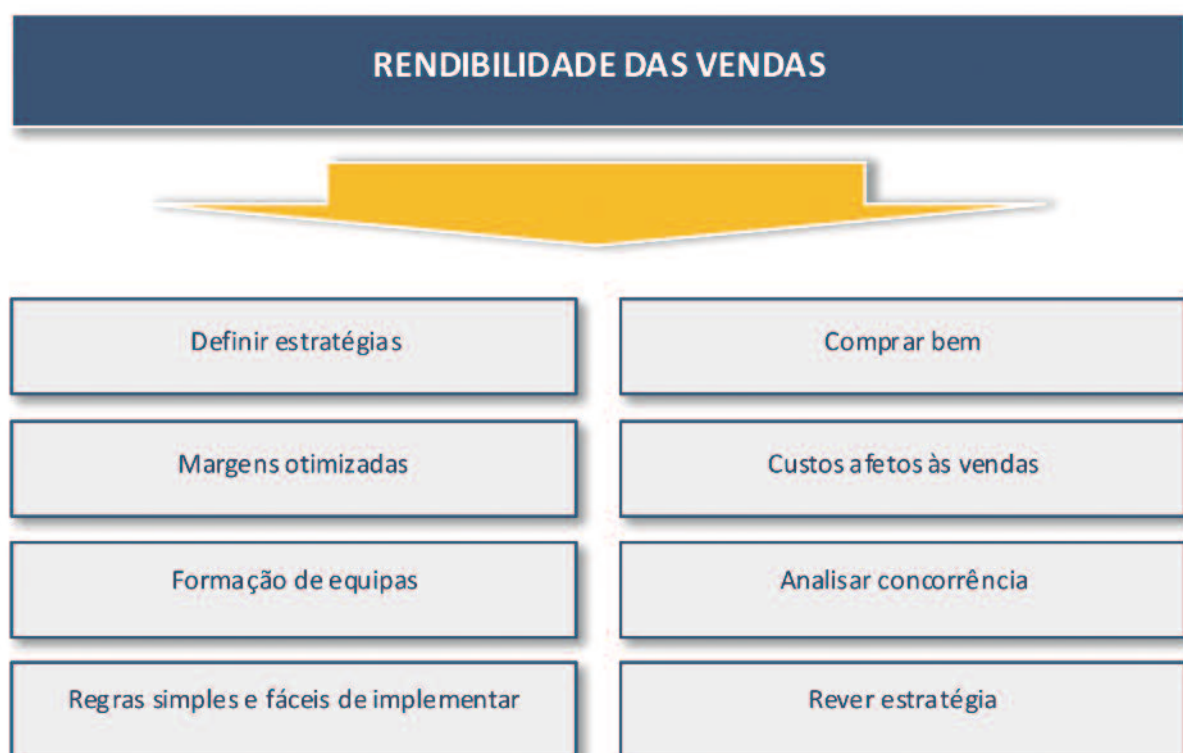 RENDIBILIDADE DAS VENDAS
Definir estratégias
Comprar bem
Margens otimizadas
Custos afetos às vendas
Formação de equipas
Analisar concorrência
Regras simples e fáceis de implementar
Rever estratégia